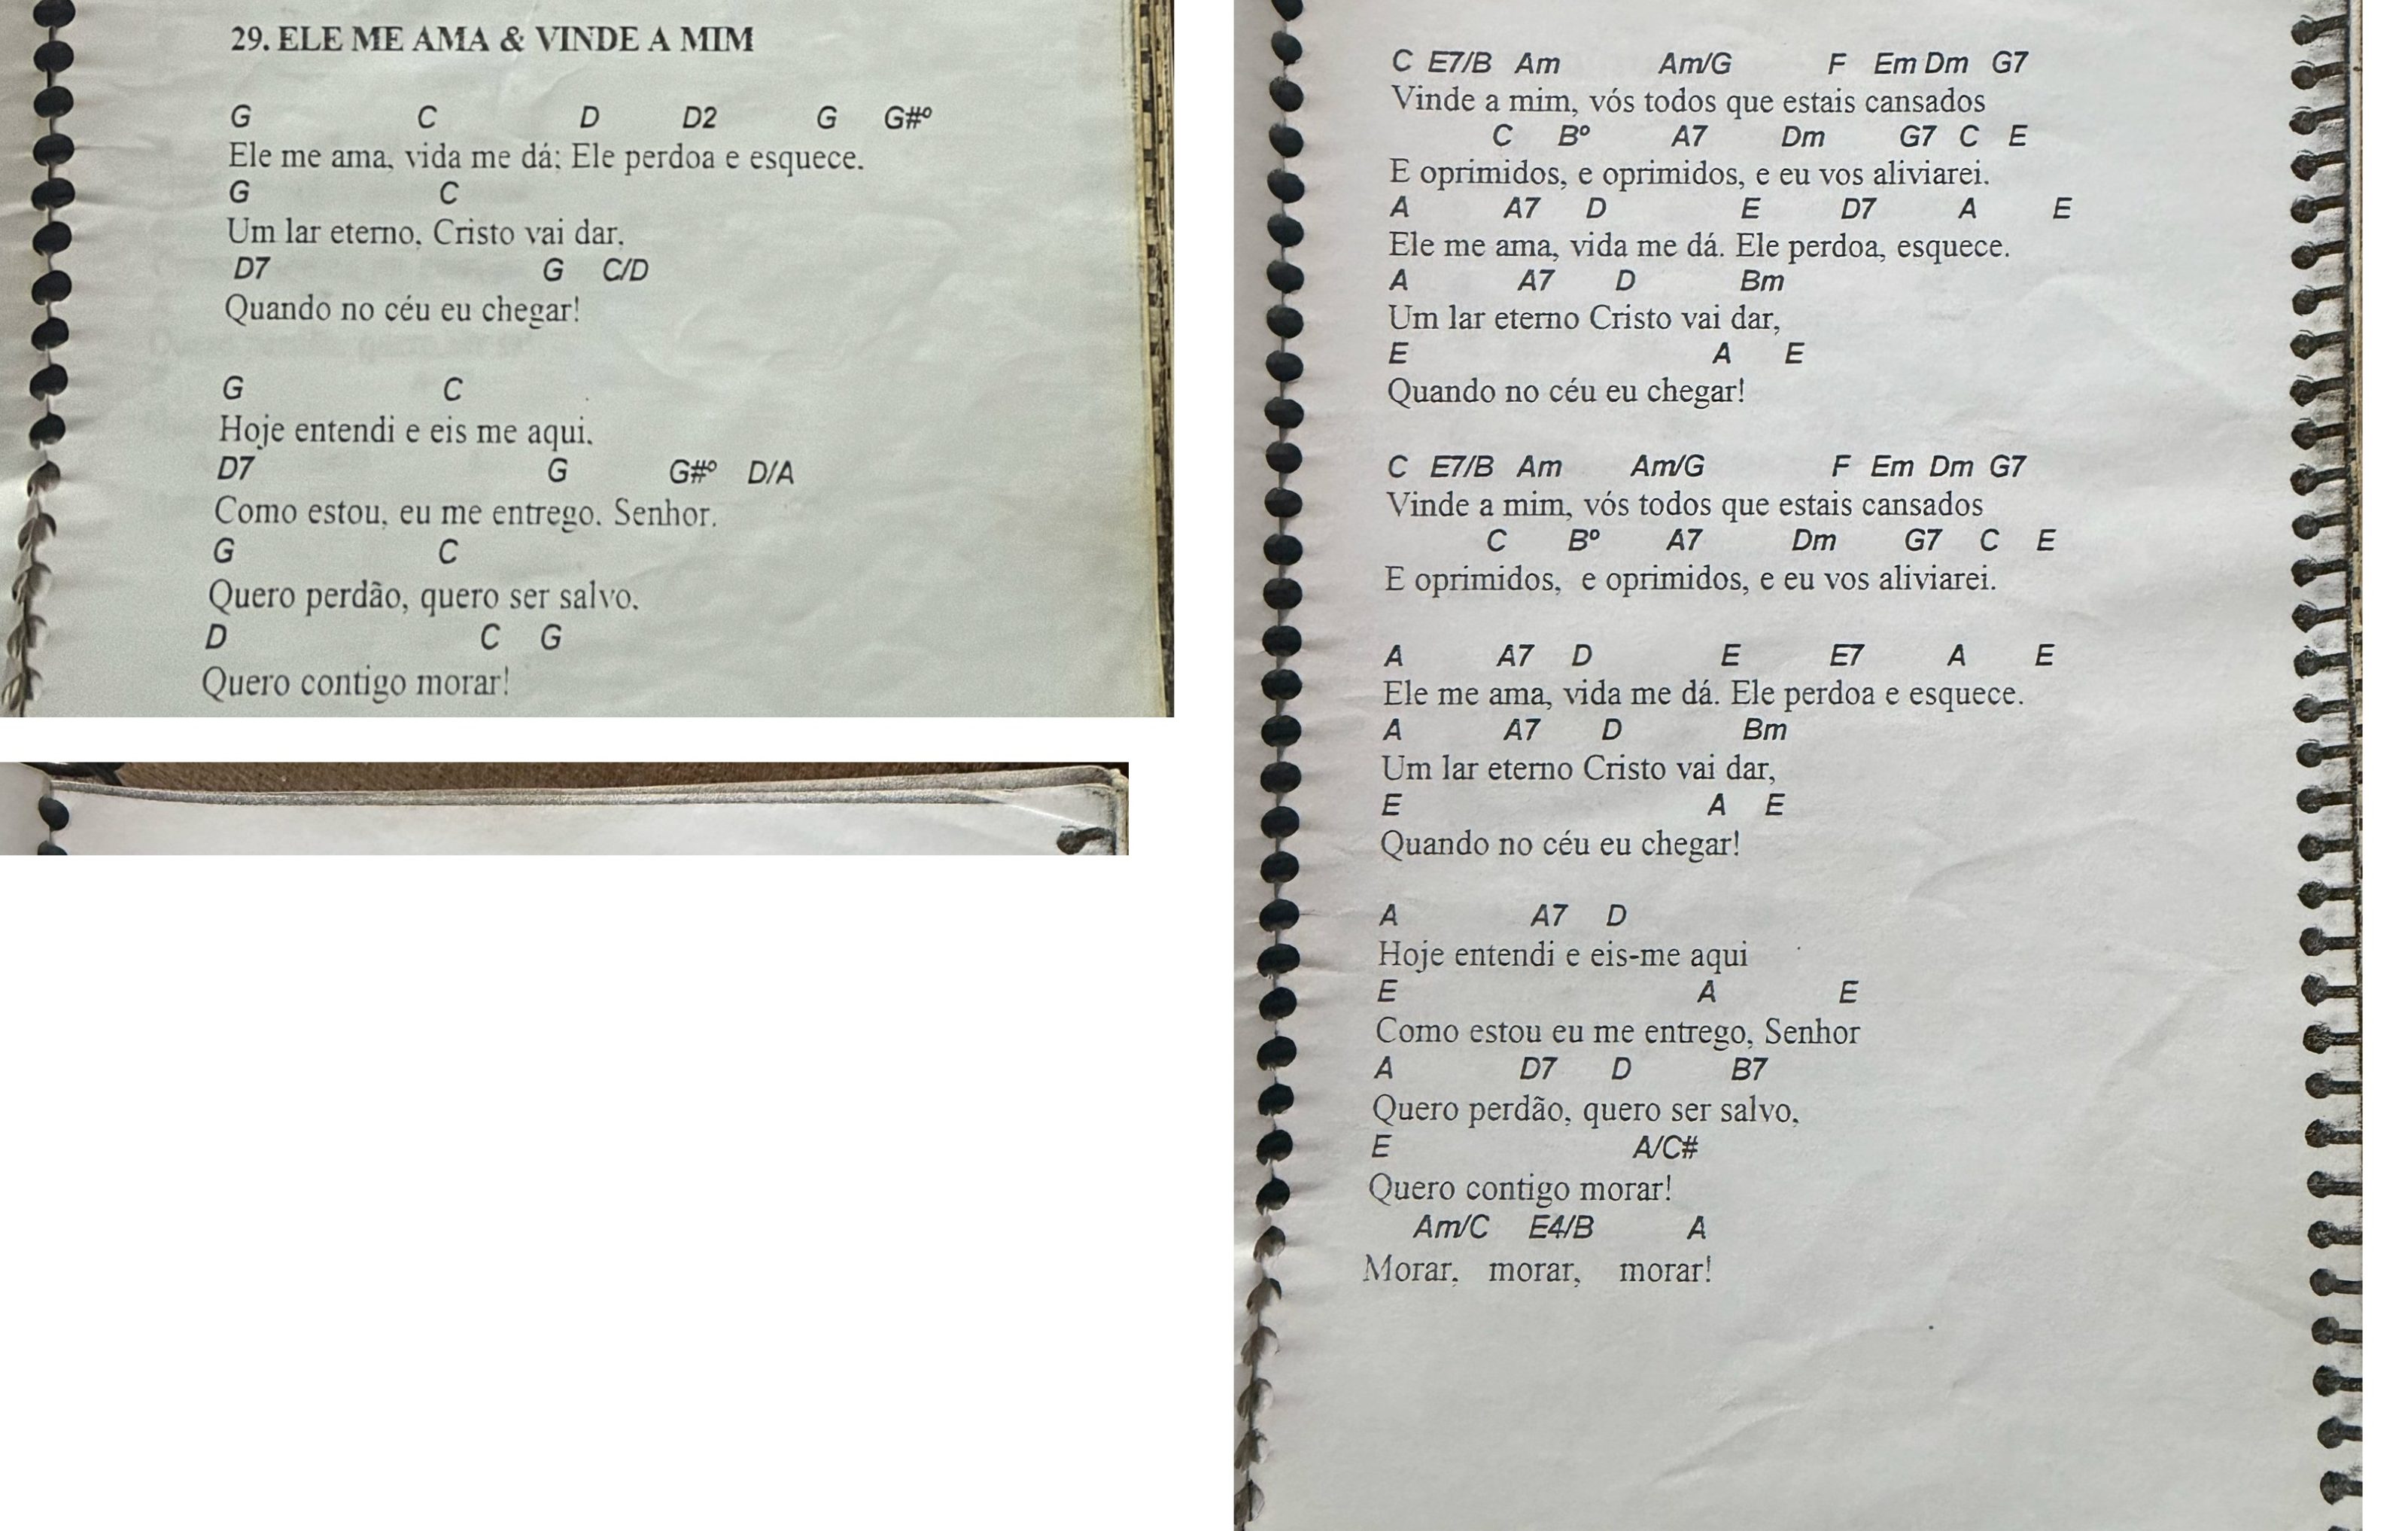 29. ELE ME AMA & VINDE A MIM
G C D D2 G G#º
Ele me ama, vida me dá; Ele perdoa e esquece.
G C
Um lar eterno, Cristo vai dar,
D7 G C/D
Quando no céu eu chegar!
G C
Hoje entendi e eis me aqui.
D7 G G#º D/A
Como estou, eu me entrego. Senhor.
G C
Quero perdão, quero ser salvo.
D C G
Quero contigo morar!
C E7/B Am Am/G F Em Dm G7
Vinde a mim, vós todos que estais cansados
C Bº A7 Dm G7 C E
E oprimidos, e oprimidos, e eu vos aliviarei.
A A7 D E D7 A E
Ele me ama, vida me dá. Ele perdoa, esquece.
A A7 D Bm
Um lar eterno Cristo vai dar,
E A E
Quando no céu eu chegar!
C E7/B Am Am/G F Em Dm G7
Vinde a mim, vós todos que estais cansados
C Bº A7 Dm G7 C E
E oprimidos, e oprimidos, e eu vos aliviarei.
A A7 D E E7 A E
Ele me ama, vida me dá. Ele perdoa e esquece.
A A7 D Bm
Um lar eterno Cristo vai dar,
E A E
Quando no céu eu chegar!
A A7 D
Hoje entendi e eis-me aqui
E A E
Como estou eu me entrego, Senhor
A D7 D B7
Quero perdão, quero ser salvo,
E A/C#
Quero contigo morar!
Am/C E4/B A
Morar, morar, morar!